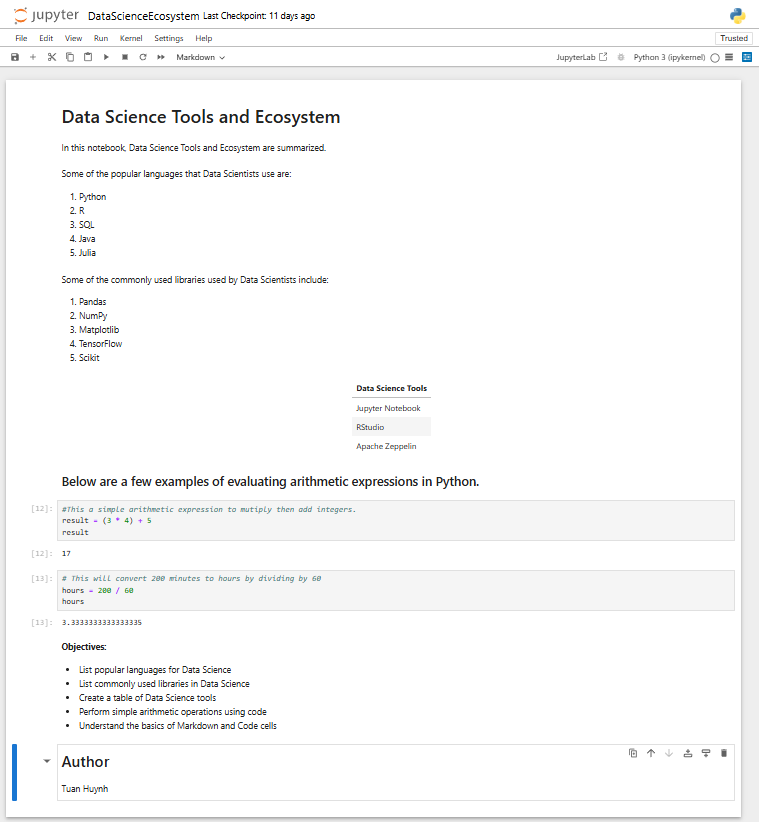 jupyter DataScienceEcosystem Last Checkpoint: 11 days ago
File Edit View Run Kernel Settings Help
Trusted
Markdown
JupyterLab
Python 3 (ipykernel)
Data Science Tools and Ecosystem
In this notebook, Data Science Tools and Ecosystem are summarized.
Some of the popular languages that Data Scientists use are:
1. Python
2. R
3. SQL
4. Java
5. Julia
Some of the commonly used libraries used by Data Scientists include:
1. Pandas
2. NumPy
3. Matplotlib
4. TensorFlow
5. Scikit
Data Science Tools
Jupyter Notebook
RStudio
Apache Zeppelin
Below are a few examples of evaluating arithmetic expressions in Python.
[12]: #This a simple arithmetic expression to mutiply then add integers.
result = (3 * 4) + 5
result
[12]: 17
[13]: # This will convert 200 minutes to hours by dividing by 60
hours = 200 / 60
hours
[13]: 3.3333333333333335
Objectives:
• List popular languages for Data Science
• List commonly used libraries in Data Science
• Create a table of Data Science tools
• Perform simple arithmetic operations using code
• Understand the basics of Markdown and Code cells
Author
Tuan Huynh